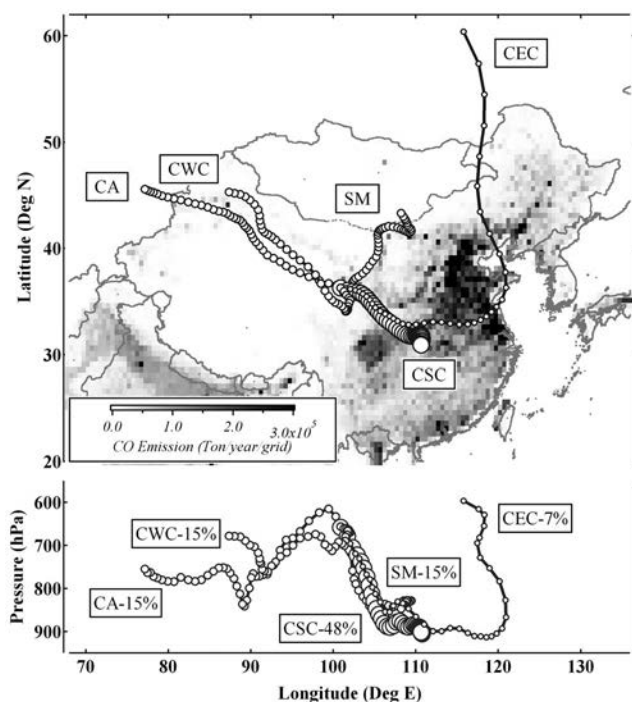 60
50
40
30
20
Latitude (Deg N)
CEC
CWC
CA
SM
CSC
0.0 1.0 2.0 3.0x10^5
CO Emission (Ton/year/grid)
600
700
800
900
Pressure (hPa)
CEC-7%
CWC-15%
SM-15%
CA-15%
CSC-48%
70 80 90 100 110 120 130
Longitude (Deg E)